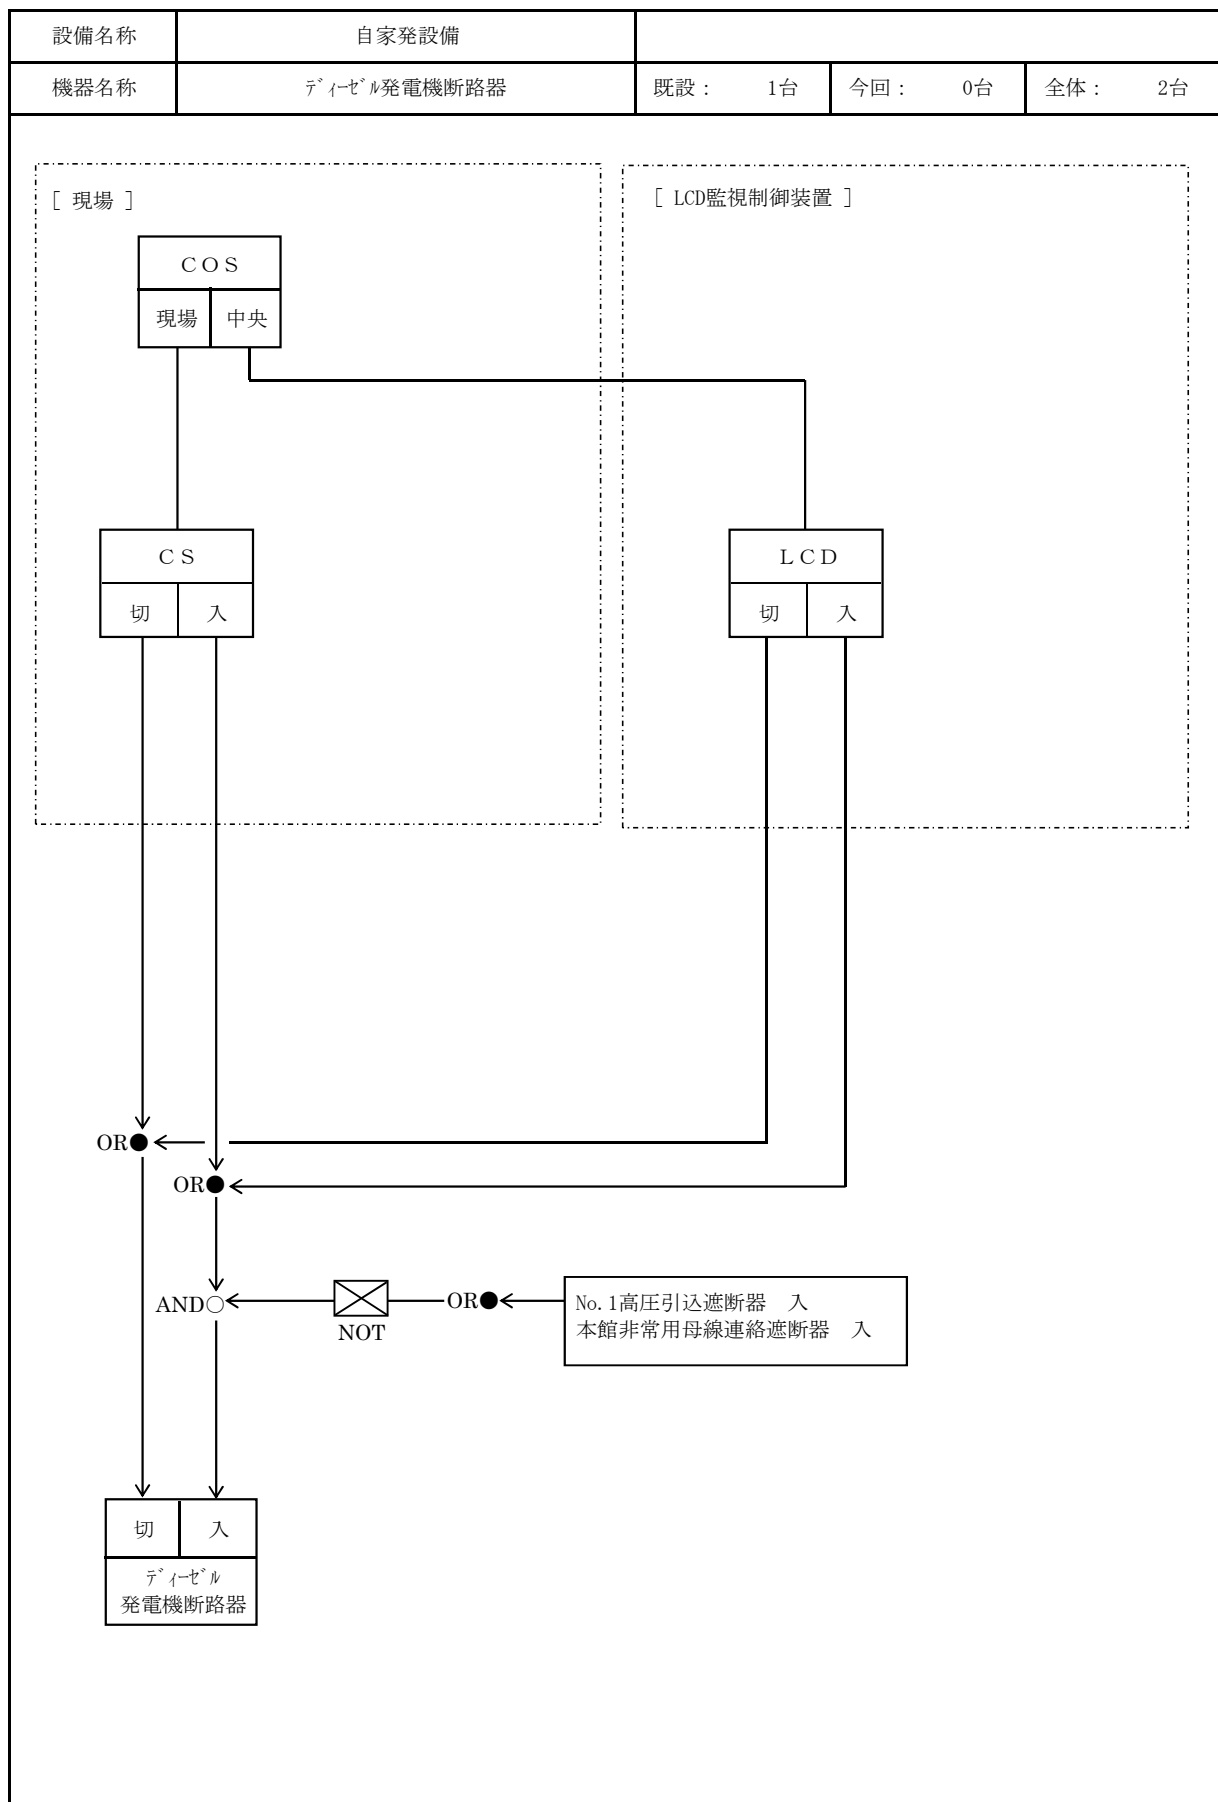 設備名称 自家発設備
機器名称 ディーゼル発電機断路器 既設: 1台 今回: 0台 全体: 2台
[ 現場 ]
[ LCD監視制御装置 ]
COS
現場 中央
CS
切 入
LCD
切 入
OR
OR
AND
NOT
OR
No.1高圧引込遮断器 入
本館非常用母線連絡遮断器 入
切 入
ディーゼル
発電機断路器